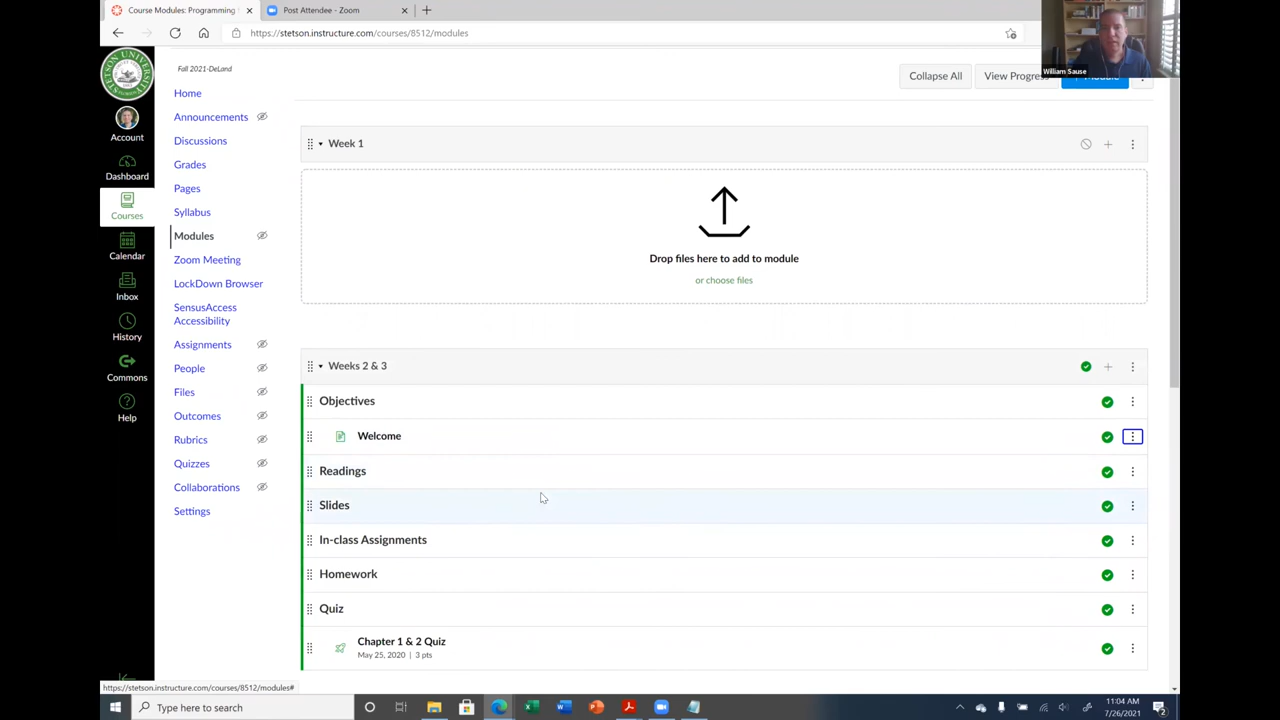 Course Modules: Programming
Post Attendee - Zoom
https://stetson.instructure.com/courses/8512/modules
William Sause
STETSON UNIVERSITY
Fall 2021-DeLand
Collapse All
View Progress
+ Module
Home
Announcements
Discussions
Grades
Pages
Syllabus
Modules
Zoom Meeting
LockDown Browser
SensusAccess
Accessibility
Assignments
People
Files
Outcomes
Rubrics
Quizzes
Collaborations
Settings
Account
Dashboard
Courses
Calendar
Inbox
History
Commons
Help
Week 1
Drop files here to add to module
or choose files
Weeks 2 & 3
Objectives
Welcome
Readings
Slides
In-class Assignments
Homework
Quiz
Chapter 1 & 2 Quiz
May 25, 2020 | 3 pts
https://stetson.instructure.com/courses/8512/modules#
Type here to search
11:04 AM
7/26/2021
2